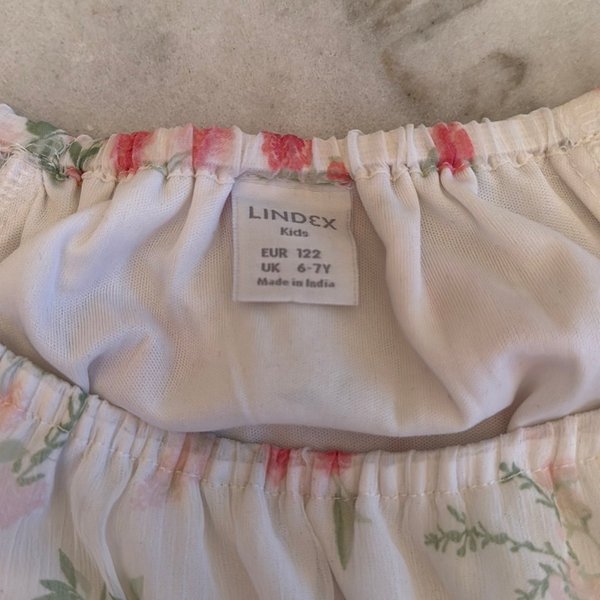 LINDEX
Kids
EUR 122
UK 6-7Y
Made in India